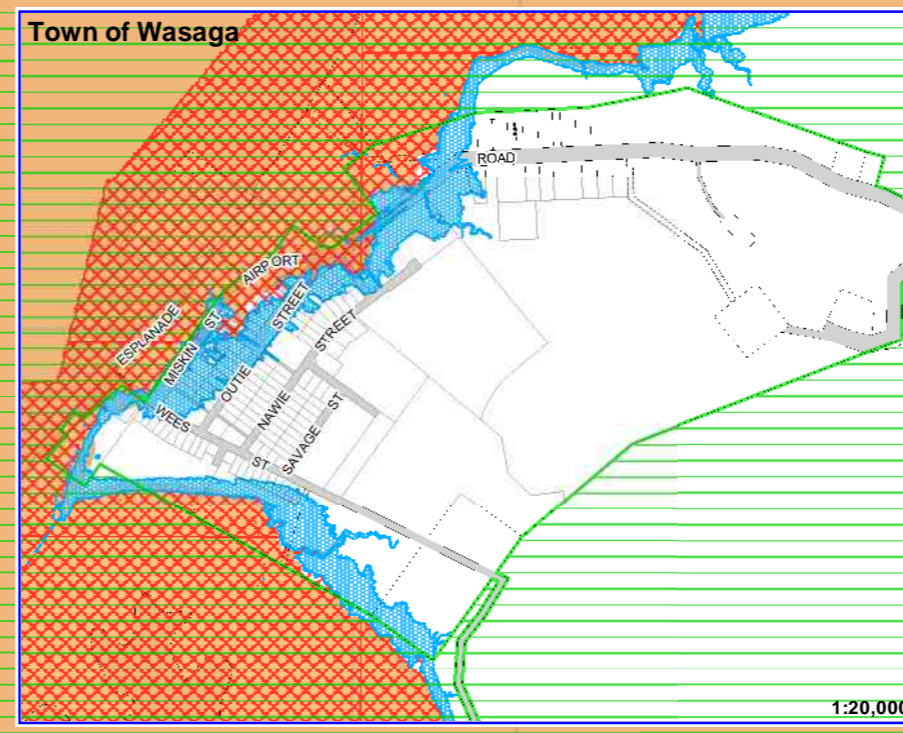 Town of Wasaga
ROAD
AIRPORT
ESPLANADE
STREET
ST
MISKIN
STREET
OUTIE
NAWIE
ST
WEES
SAVAGE
ST
1:20,000